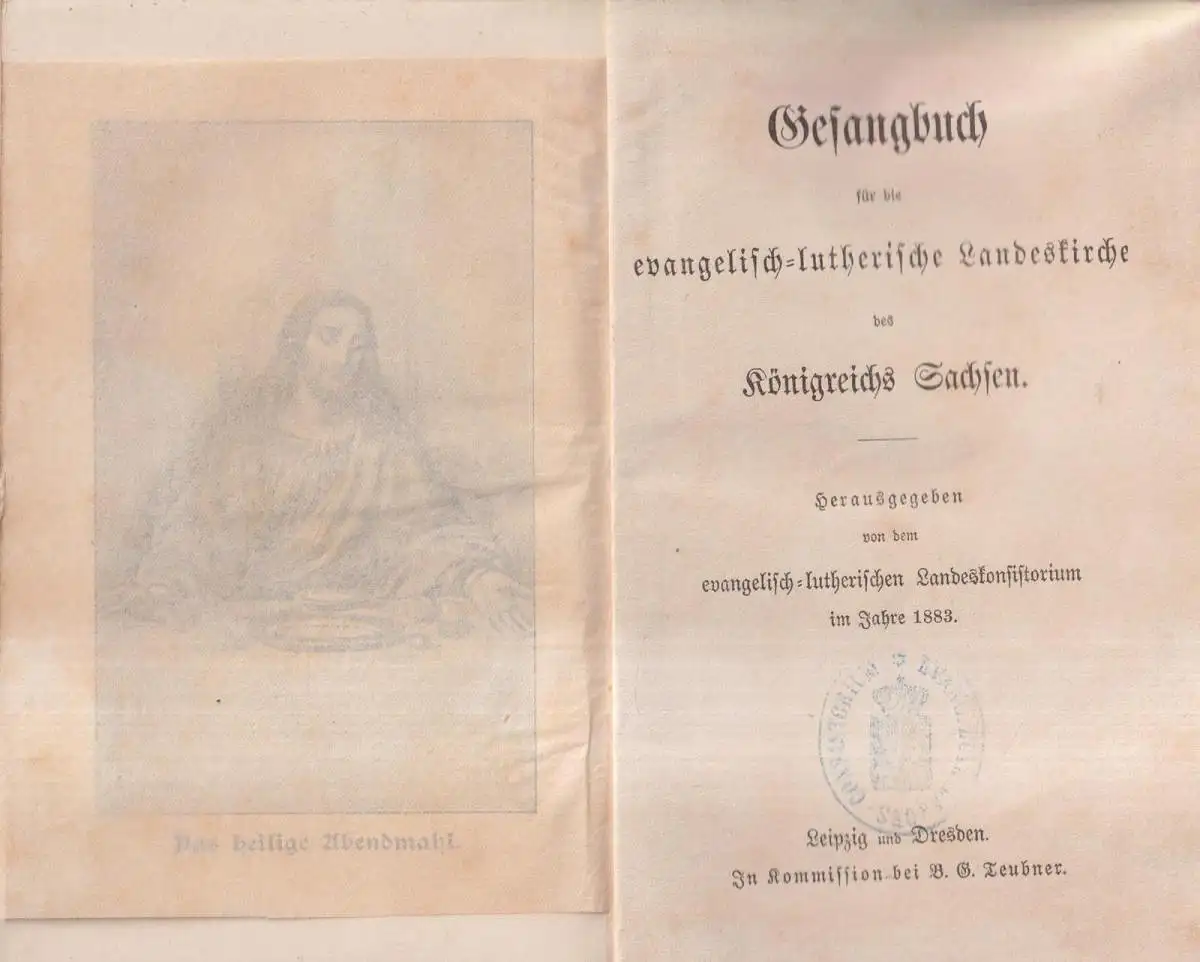 Das heilige Abendmahl.
Gesangbuch
für die
evangelisch-lutherische Landeskirche
des
Königreichs Sachsen.
Herausgegeben
von dem
evangelisch-lutherischen Landeskonsistorium
im Jahre 1883.
Leipzig und Dresden.
In Kommission bei B. G. Teubner.